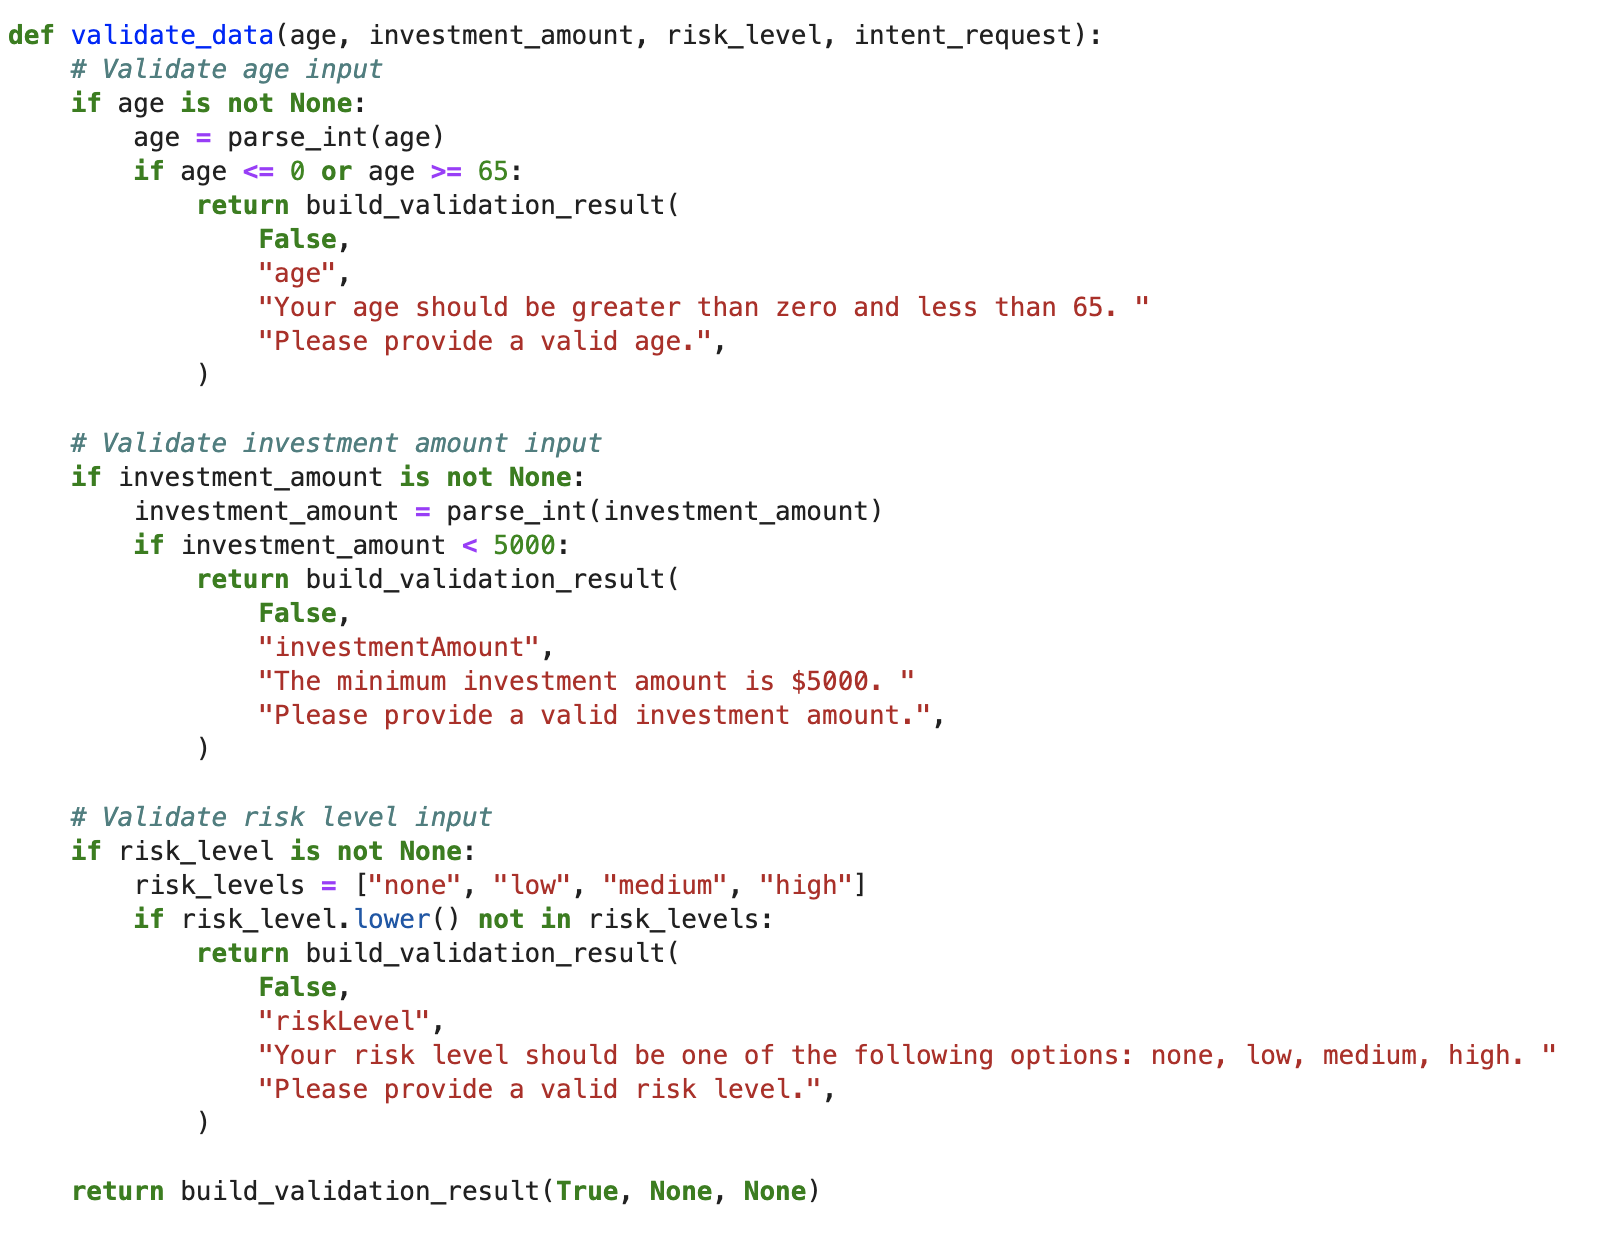 def validate_data(age, investment_amount, risk_level, intent_request):
    # Validate age input
    if age is not None:
        age = parse_int(age)
        if age <= 0 or age >= 65:
            return build_validation_result(
                False,
                "age",
                "Your age should be greater than zero and less than 65. "
                "Please provide a valid age.",
            )

    # Validate investment amount input
    if investment_amount is not None:
        investment_amount = parse_int(investment_amount)
        if investment_amount < 5000:
            return build_validation_result(
                False,
                "investmentAmount",
                "The minimum investment amount is $5000. "
                "Please provide a valid investment amount.",
            )

    # Validate risk level input
    if risk_level is not None:
        risk_levels = ["none", "low", "medium", "high"]
        if risk_level.lower() not in risk_levels:
            return build_validation_result(
                False,
                "riskLevel",
                "Your risk level should be one of the following options: none, low, medium, high. "
                "Please provide a valid risk level.",
            )

    return build_validation_result(True, None, None)